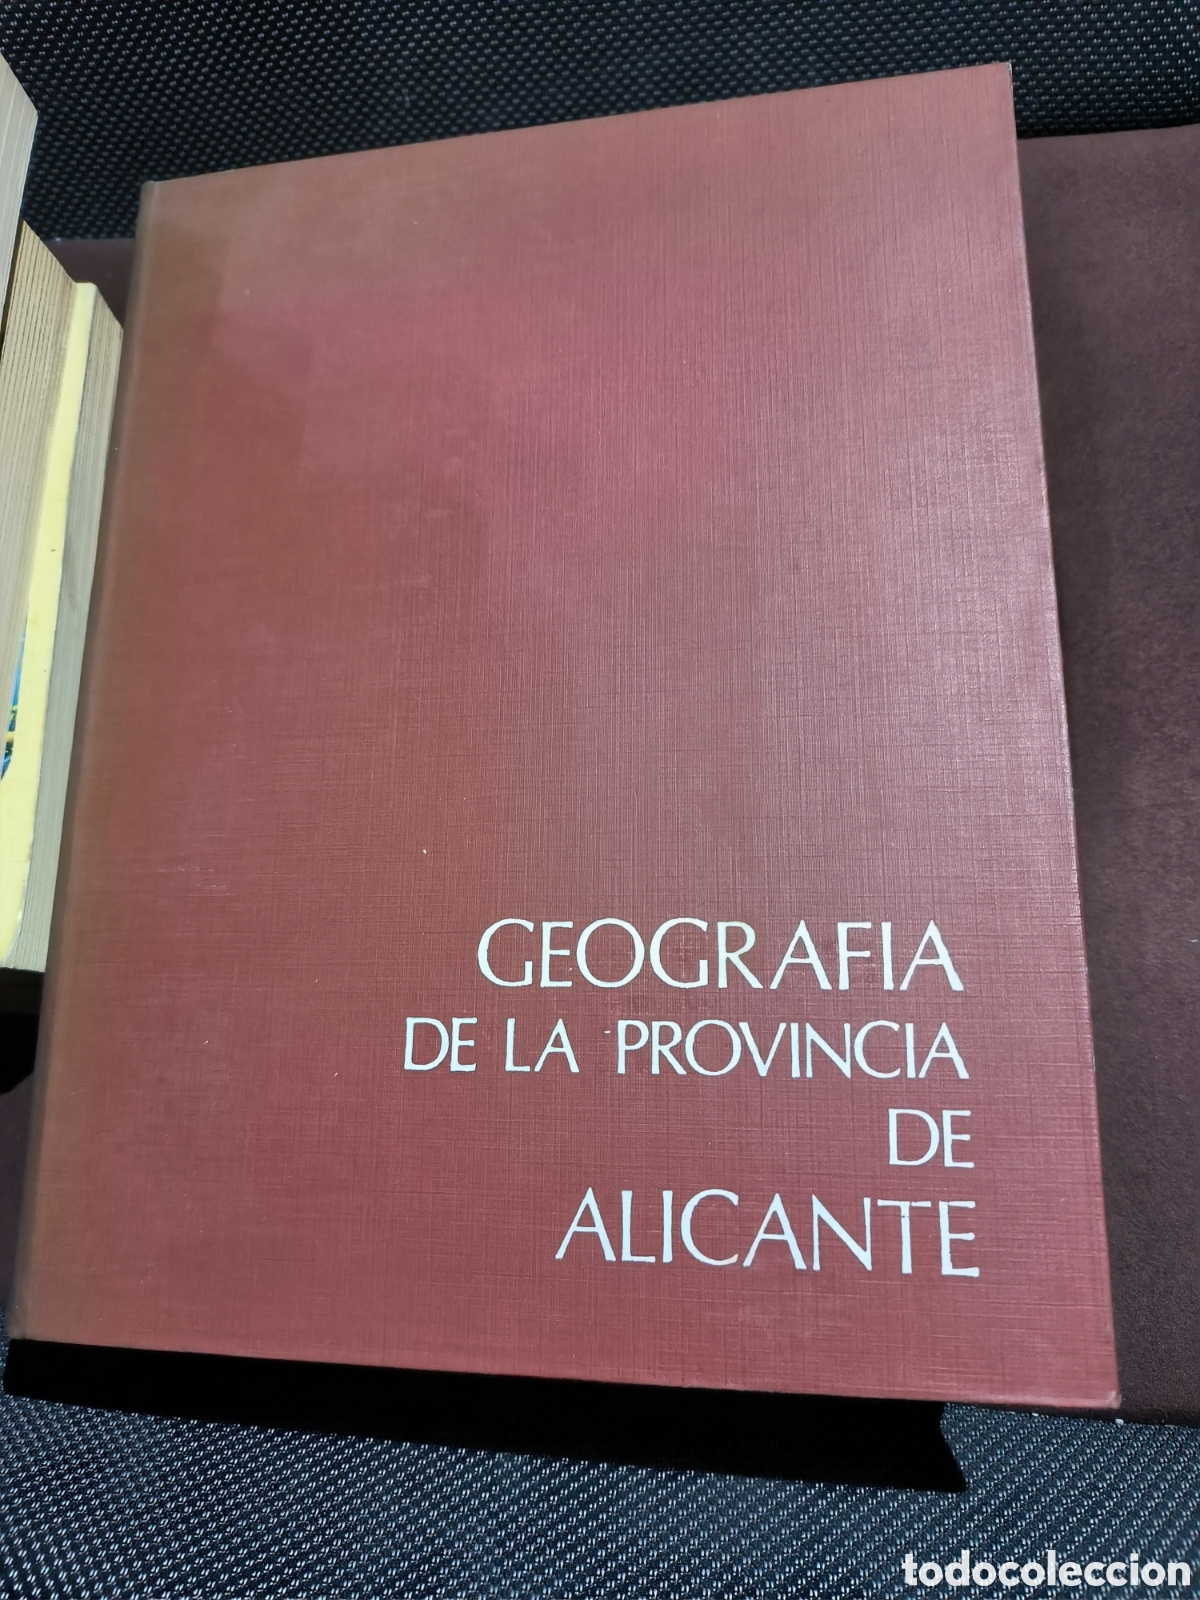 GEOGRAFIA
DE LA PROVINCIA
DE
ALICANTE
todocoleccion